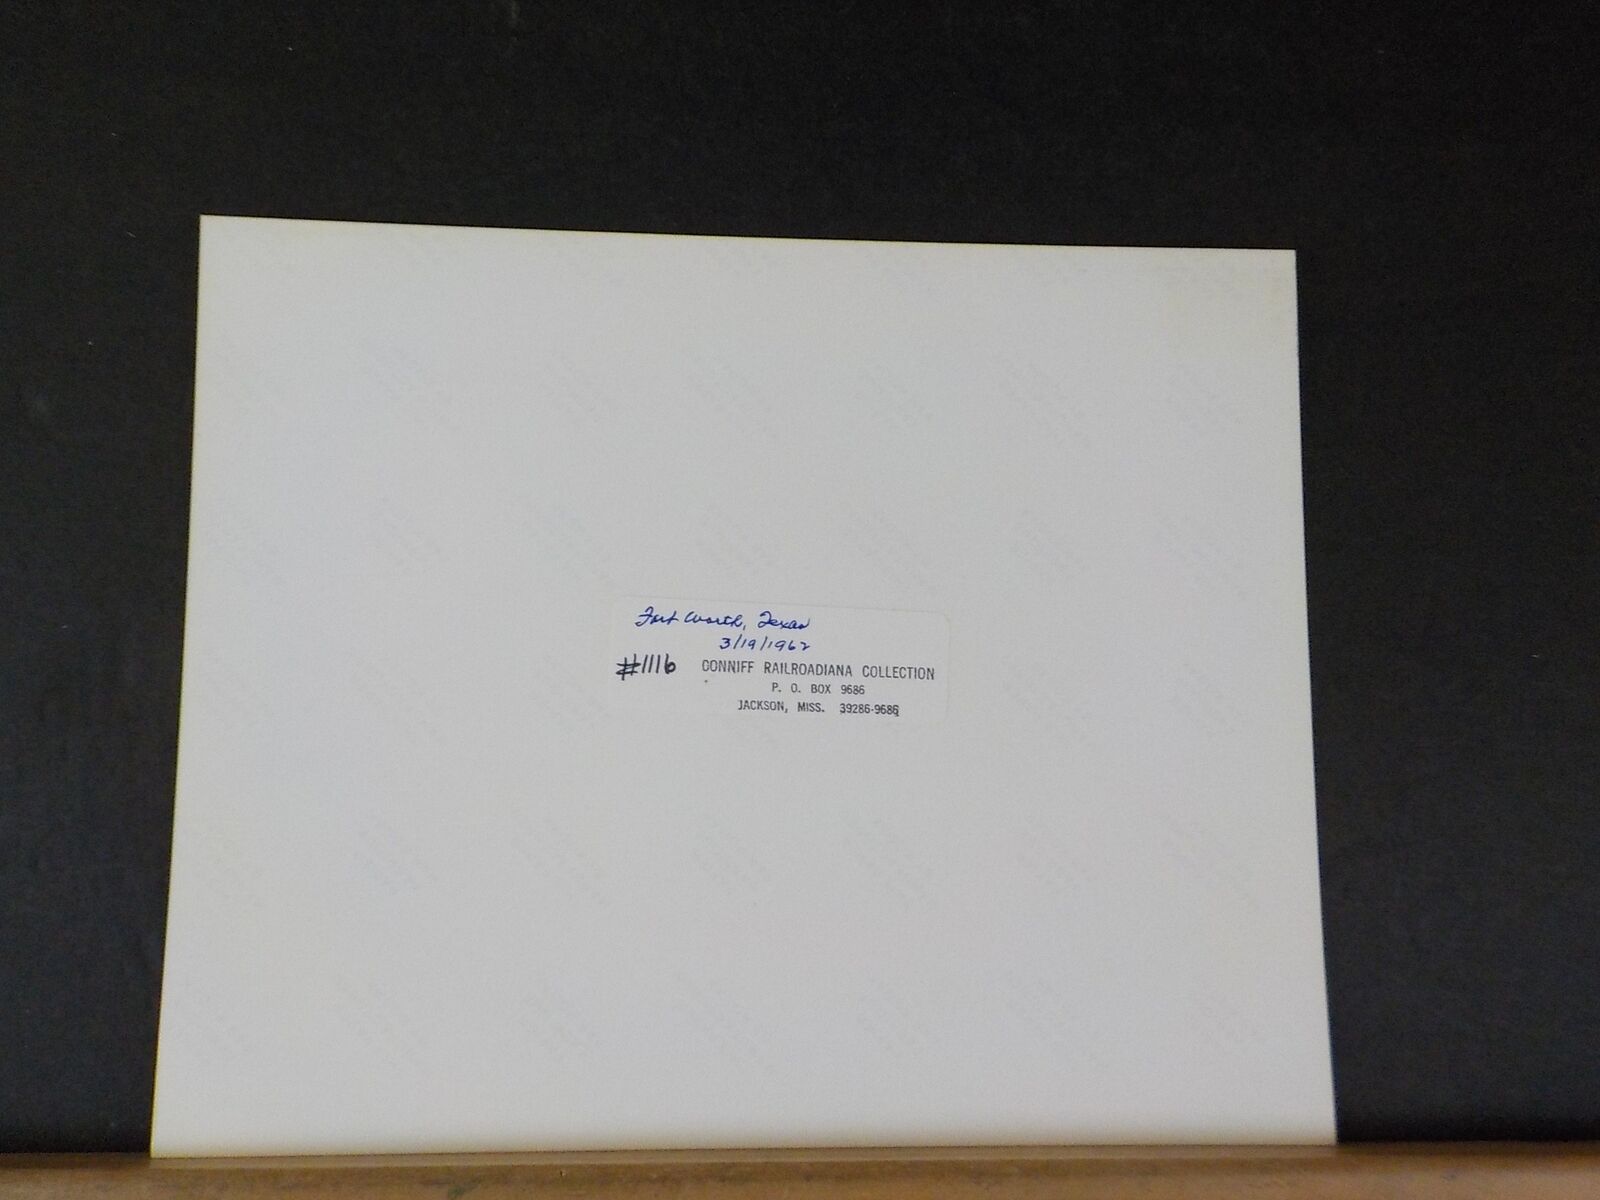 Fort Worth, Texas
3/19/1962
#1116 CONNIFF RAILROADIANA COLLECTION
P. O. BOX 9686
JACKSON, MISS. 39286-9686